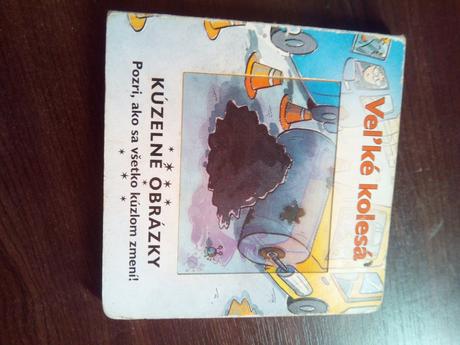 Veľké kolesá
KÚZELNÉ OBRÁZKY
Pozri, ako sa všetko kúzlom zmení!